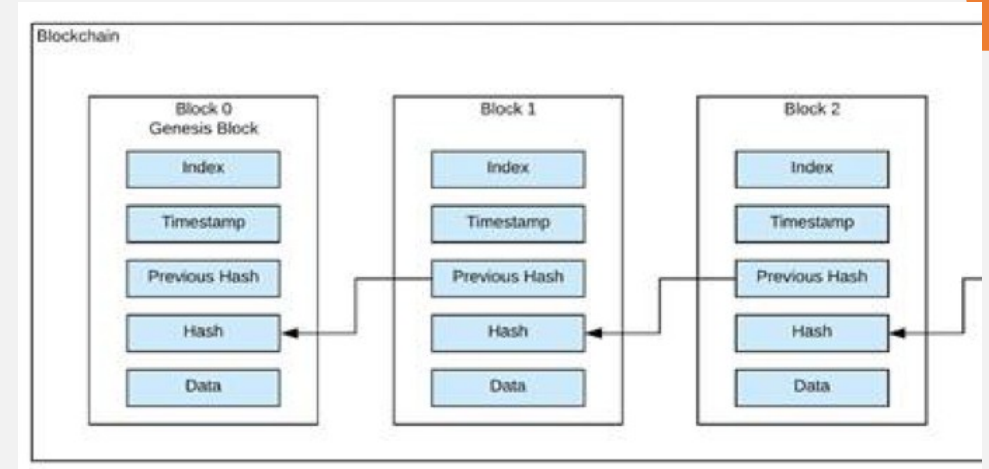 Blockchain
Block 0
Genesis Block
Index
Timestamp
Previous Hash
Hash
Data
Block 1
Index
Timestamp
Previous Hash
Hash
Data
Block 2
Index
Timestamp
Previous Hash
Hash
Data